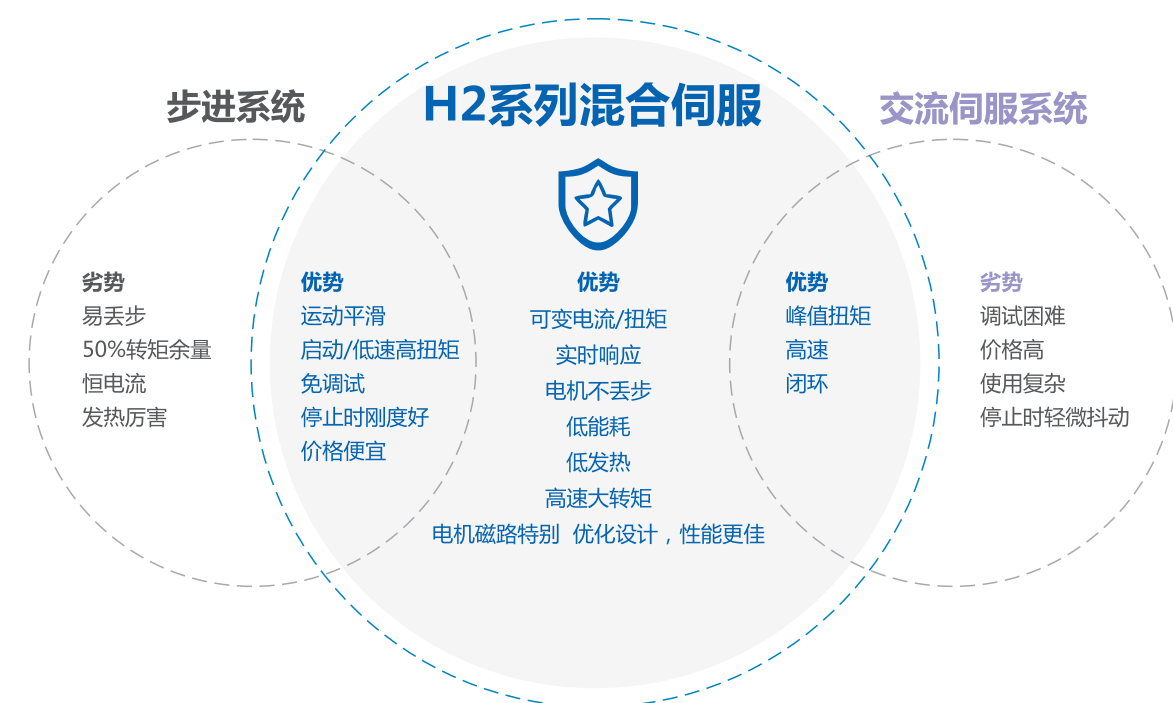 步进系统
H2系列混合伺服
交流伺服系统
劣势
易丢步
50%转矩余量
恒电流
发热厉害
优势
运动平滑
启动/低速高扭矩
免调试
停止时刚度好
价格便宜
优势
可变电流/扭矩
实时响应
电机不丢步
低能耗
低发热
高速大转矩
电机磁路特别 优化设计，性能更佳
优势
峰值扭矩
高速
闭环
劣势
调试困难
价格高
使用复杂
停止时轻微抖动